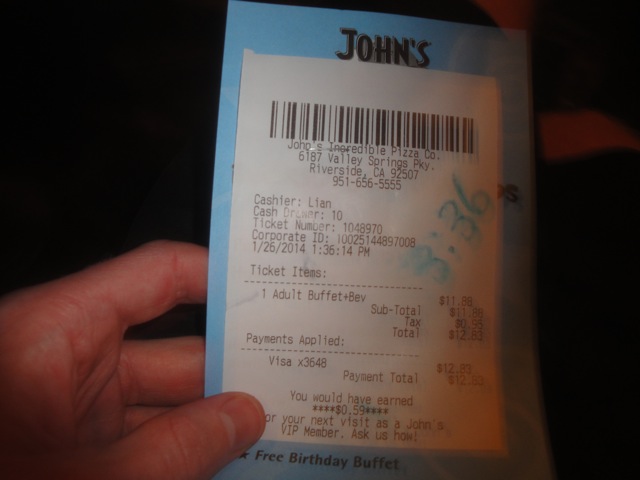 JOHN'S
John's Incredible Pizza Co.
6187 Valley Springs Pky.
Riverside, CA 92507
951-656-5555
Cashier: Lian
Cash Drawer: 10
Ticket Number: 1048970
Corporate ID: 10025144897008
1/26/2014 1:36:14 PM
3:36
Ticket Items:
1 Adult Buffet+Bev $11.88
Sub-Total $11.88
Tax $0.95
Total $12.83
Payments Applied:
Visa x3648 $12.83
Payment Total $12.83
You would have earned
****$0.59****
or your next visit as a John's
VIP Member. Ask us how!
★ Free Birthday Buffet